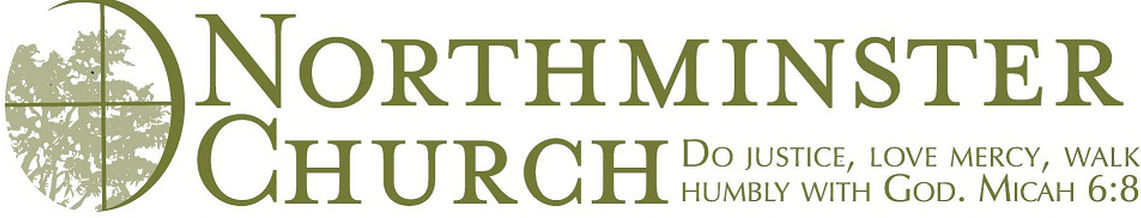 Northminster
Church
Do justice, love mercy, walk
humbly with God. Micah 6:8